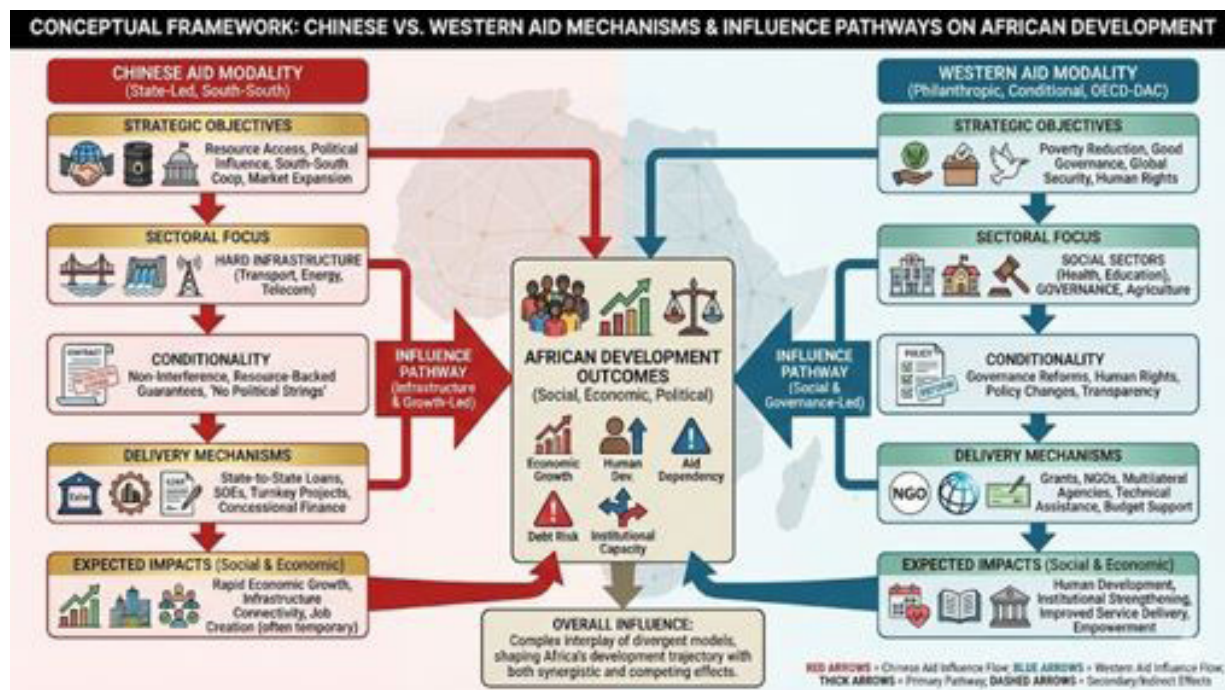 CONCEPTUAL FRAMEWORK: CHINESE VS. WESTERN AID MECHANISMS & INFLUENCE PATHWAYS ON AFRICAN DEVELOPMENT
CHINESE AID MODALITY
(State-Led, South-South)
STRATEGIC OBJECTIVES
Resource Access, Political
Influence, South-South
Coop, Market Expansion
SECTORAL FOCUS
HARD INFRASTRUCTURE
(Transport, Energy,
Telecom)
CONDITIONALITY
CONTRACT
Non-Interference, Resource-Backed
Guarantees, 'No Political Strings'
DELIVERY MECHANISMS
State-to-State Loans,
SOEs, Turnkey Projects,
Concessional Finance
EXPECTED IMPACTS (Social & Economic)
Rapid Economic Growth,
Infrastructure
Connectivity, Job
Creation (often temporary)
INFLUENCE
PATHWAY
(Infrastructure
& Growth-Led)
AFRICAN DEVELOPMENT
OUTCOMES
(Social, Economic, Political)
Economic
Growth
Human
Dev.
Aid
Dependency
Debt Risk
Institutional
Capacity
OVERALL INFLUENCE:
Complex interplay of divergent models,
shaping Africa's development trajectory with
both synergistic and competing effects.
INFLUENCE
PATHWAY
(Social &
Governance-Led)
WESTERN AID MODALITY
(Philanthropic, Conditional, OECD-DAC)
STRATEGIC OBJECTIVES
Poverty Reduction, Good
Governance, Global
Security, Human Rights
SECTORAL FOCUS
SOCIAL SECTORS
(Health, Education),
GOVERNANCE, Agriculture
CONDITIONALITY
POLICY
Governance Reforms, Human Rights,
Policy Changes, Transparency
DELIVERY MECHANISMS
NGO
Grants, NGOs, Multilateral
Agencies, Technical
Assistance, Budget Support
EXPECTED IMPACTS (Social & Economic)
Human Development,
Institutional Strengthening,
Improved Service Delivery,
Empowerment
RED ARROWS = Chinese Aid Influence Flow; BLUE ARROWS = Western Aid Influence Flow;
THICK ARROWS = Primary Pathway; DASHED ARROWS = Secondary/Indirect Effects